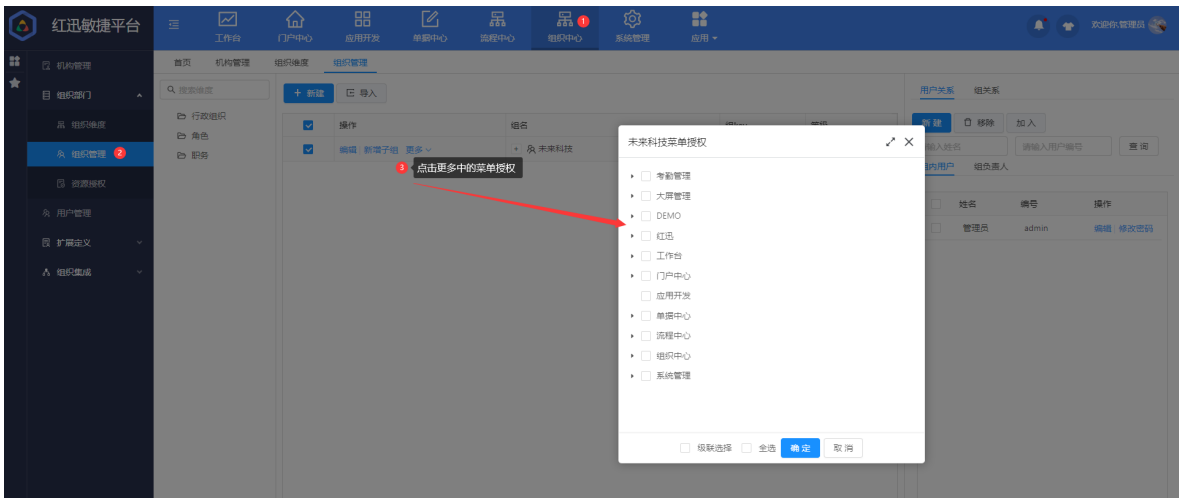 红迅敏捷平台
工作台
门户中心
应用开发
单据中心
流程中心
组织中心
1
系统管理
应用
欢迎你:管理员
机构管理
组织部门
组织维度
组织管理 2
资源授权
用户管理
扩展定义
组织集成
首页 机构管理 组织维度 组织管理
搜索维度
行政组织
角色
职务
+ 新建 导入
操作 组名
编辑 新增子组 更多 未来科技
3 点击更多中的菜单授权
未来科技菜单授权
考勤管理
大屏管理
DEMO
红迅
工作台
门户中心
应用开发
单据中心
流程中心
组织中心
系统管理
级联选择 全选 确定 取消
用户关系 组关系
新建 移除 加入
输入姓名 请输入用户编号 查询
组内用户 组负责人
姓名 编号 操作
管理员 admin 编辑 修改密码